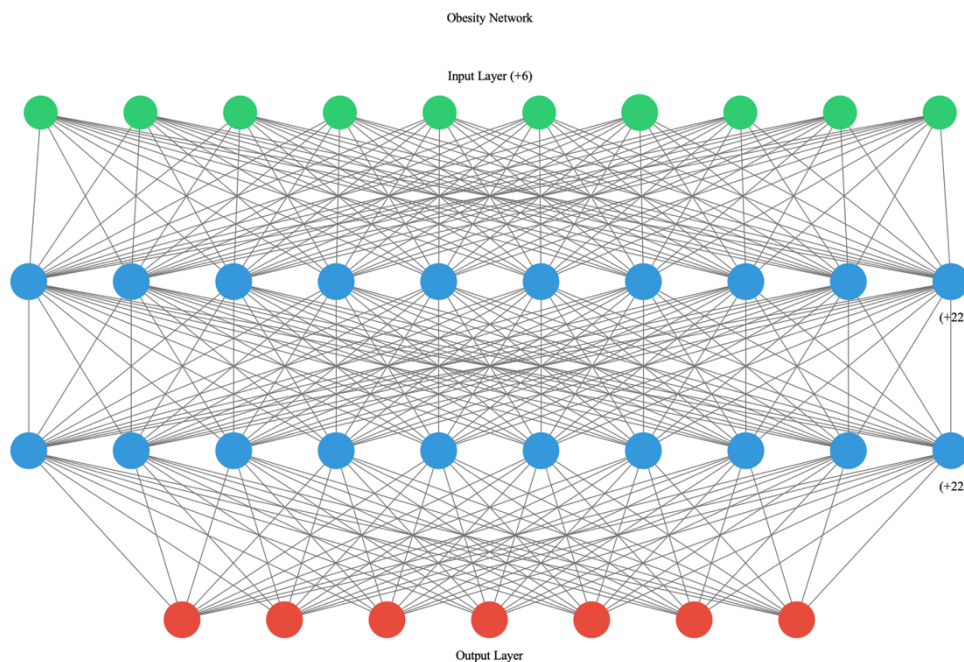 Obesity Network
Input Layer (+6)
(+22
(+22
Output Layer